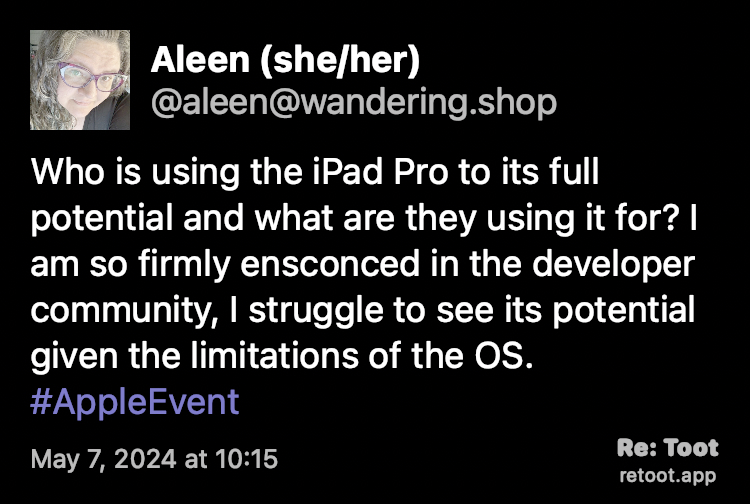 Aleen (she/her)
@aleen@wandering.shop
Who is using the iPad Pro to its full
potential and what are they using it for? I
am so firmly ensconced in the developer
community, I struggle to see its potential
given the limitations of the OS.
#AppleEvent
May 7, 2024 at 10:15
Re: Toot
retoot.app